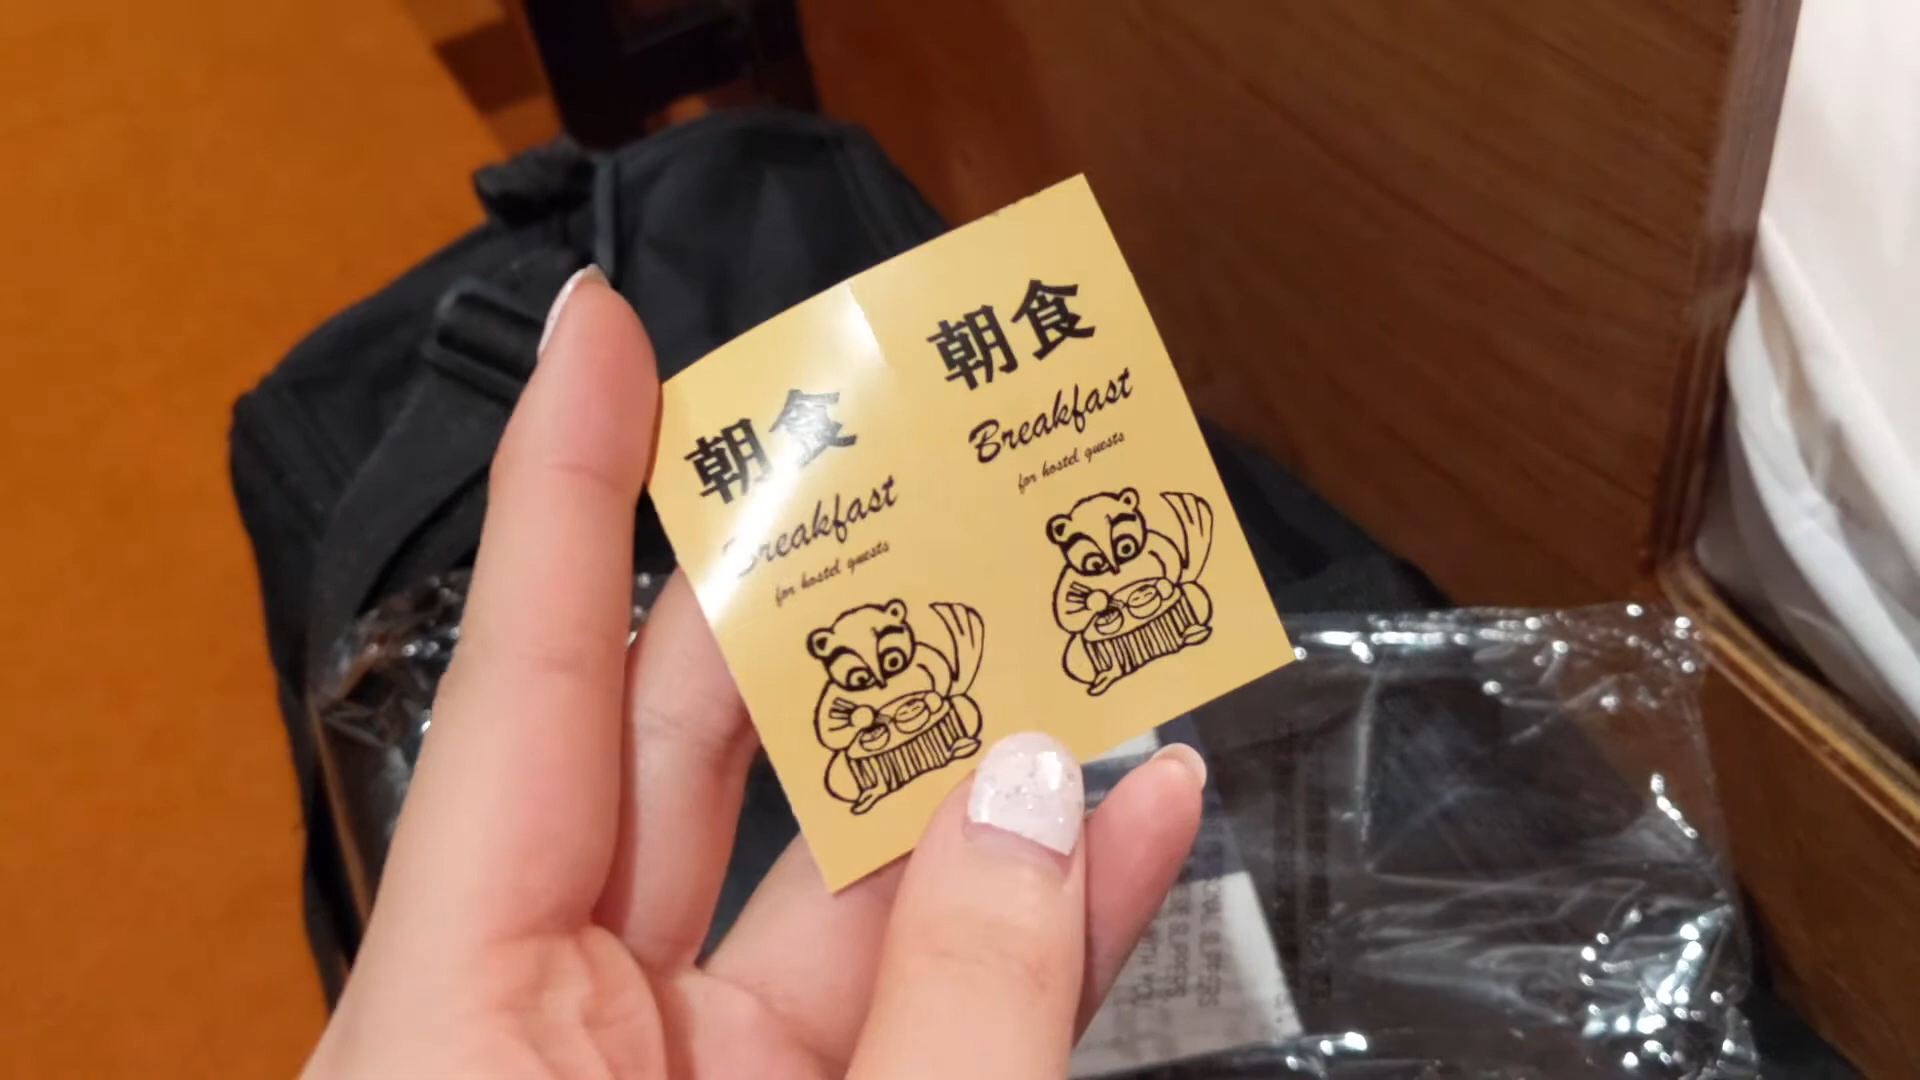 朝食
Breakfast
for hostel guests
朝食
Breakfast
for hostel guests